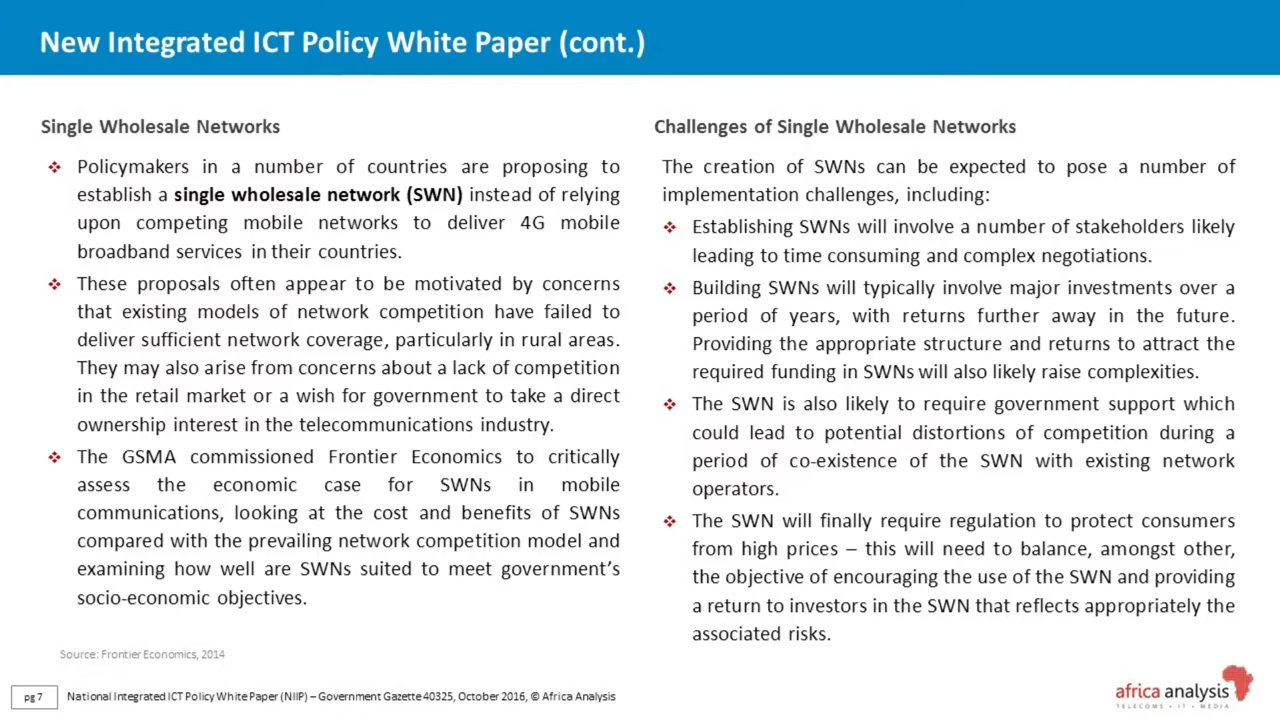 New Integrated ICT Policy White Paper (cont.)
Single Wholesale Networks
❖ Policymakers in a number of countries are proposing to
establish a single wholesale network (SWN) instead of relying
upon competing mobile networks to deliver 4G mobile
broadband services in their countries.
❖ These proposals often appear to be motivated by concerns
that existing models of network competition have failed to
deliver sufficient network coverage, particularly in rural areas.
They may also arise from concerns about a lack of competition
in the retail market or a wish for government to take a direct
ownership interest in the telecommunications industry.
❖ The GSMA commissioned Frontier Economics to critically
assess the economic case for SWNs in mobile
communications, looking at the cost and benefits of SWNs
compared with the prevailing network competition model and
examining how well are SWNs suited to meet government's
socio-economic objectives.
Source: Frontier Economics, 2014
Challenges of Single Wholesale Networks
The creation of SWNs can be expected to pose a number of
implementation challenges, including:
❖ Establishing SWNs will involve a number of stakeholders likely
leading to time consuming and complex negotiations.
❖ Building SWNs will typically involve major investments over a
period of years, with returns further away in the future.
Providing the appropriate structure and returns to attract the
required funding in SWNs will also likely raise complexities.
❖ The SWN is also likely to require government support which
could lead to potential distortions of competition during a
period of co-existence of the SWN with existing network
operators.
❖ The SWN will finally require regulation to protect consumers
from high prices – this will need to balance, amongst other,
the objective of encouraging the use of the SWN and providing
a return to investors in the SWN that reflects appropriately the
associated risks.
pg 7
National Integrated ICT Policy White Paper (NIIP) – Government Gazette 40325, October 2016, © Africa Analysis
africa analysis
TELECOMS • IT • MEDIA